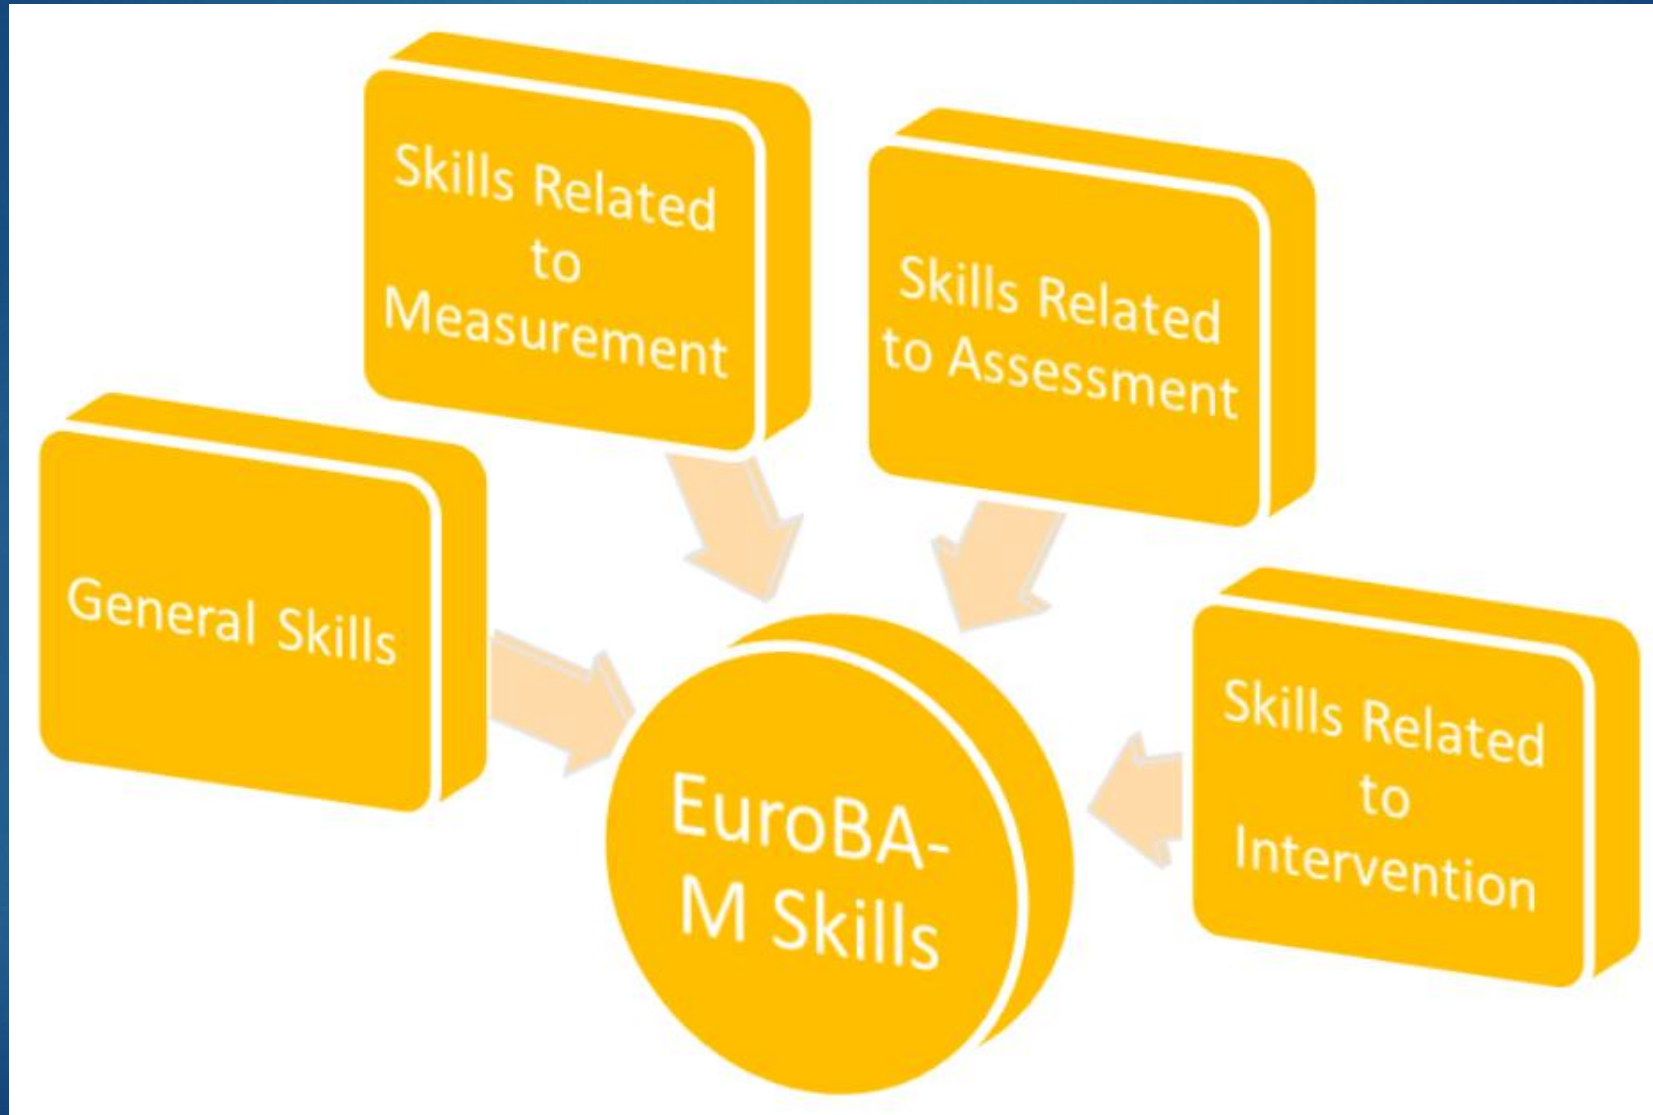 General Skills
Skills Related
to
Measurement
Skills Related
to Assessment
Skills Related
to
Intervention
EuroBA-
M Skills